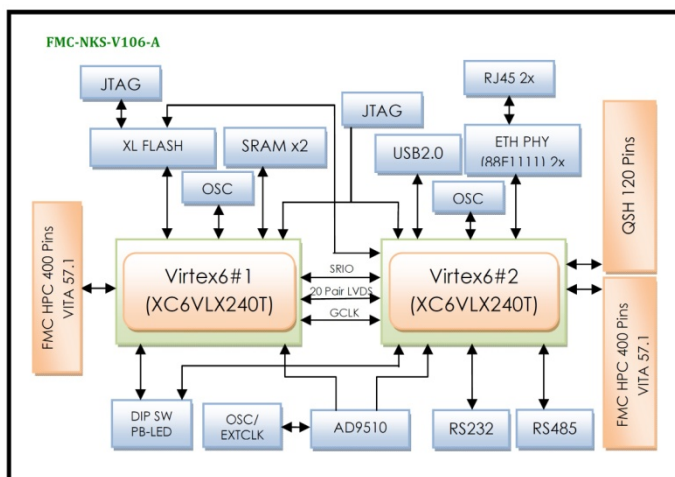 FMC-NKS-V106-A
JTAG
XL FLASH
SRAM x2
OSC
JTAG
USB2.0
RJ45 2x
ETH PHY
(88E1111) 2x
OSC
QSH 120 Pins
FMC HPC 400 Pins
VITA 57.1
Virtex6#1
(XC6VLX240T)
SRIO
20 Pair LVDS
GCLK
Virtex6#2
(XC6VLX240T)
FMC HPC 400 Pins
VITA 57.1
DIP SW
PB-LED
OSC/
EXTCLK
AD9510
RS232
RS485